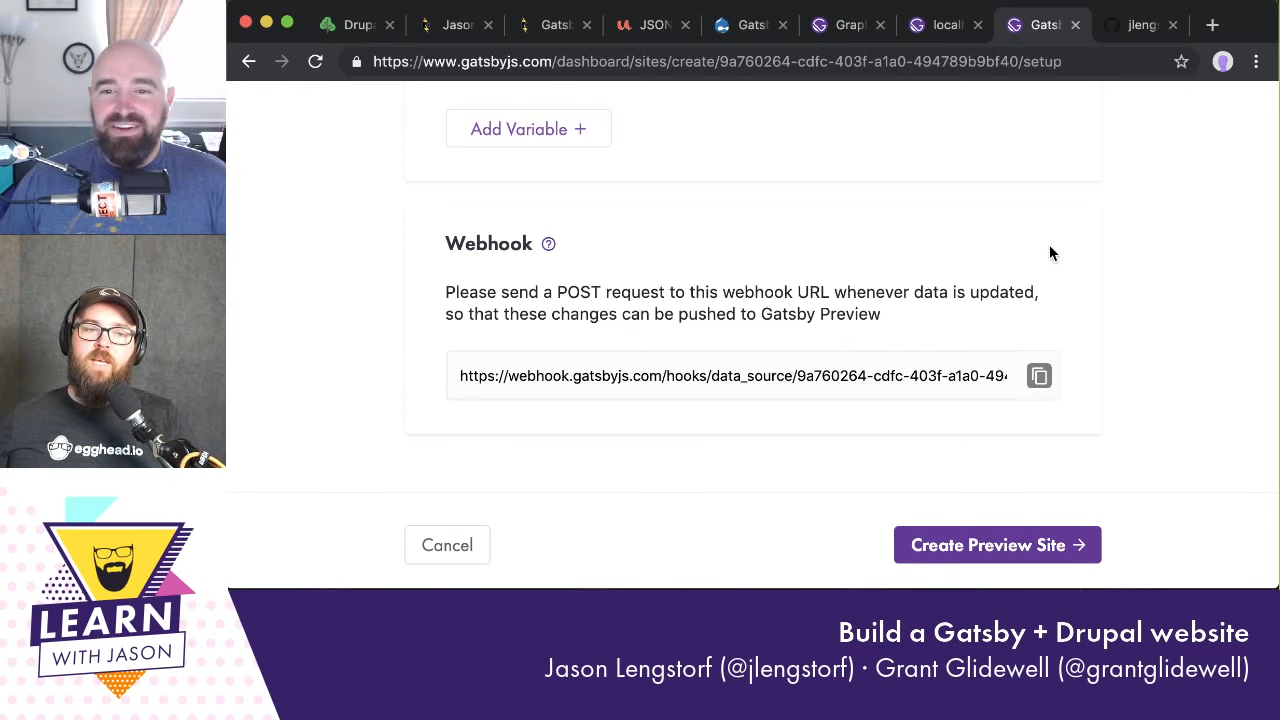 Drupa
Jason
Gatsb
JSON
Gatsb
Grap
locall
Gatsb
jleng
https://www.gatsbyjs.com/dashboard/sites/create/9a760264-cdfc-403f-a1a0-494789b9bf40/setup
Add Variable +
Webhook
Please send a POST request to this webhook URL whenever data is updated,
so that these changes can be pushed to Gatsby Preview
https://webhook.gatsbyjs.com/hooks/data_source/9a760264-cdfc-403f-a1a0-49
Cancel
Create Preview Site →
egghead.io
LEARN
WITH JASON
Build a Gatsby + Drupal website
Jason Lengstorf (@jlengstorf) · Grant Glidewell (@grantglidewell)